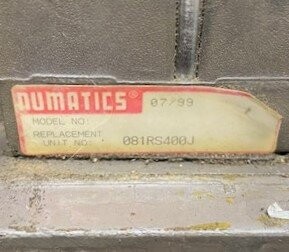 NUMATICS® 07/99
MODEL NO.
REPLACEMENT
UNIT NO. 081RS400J